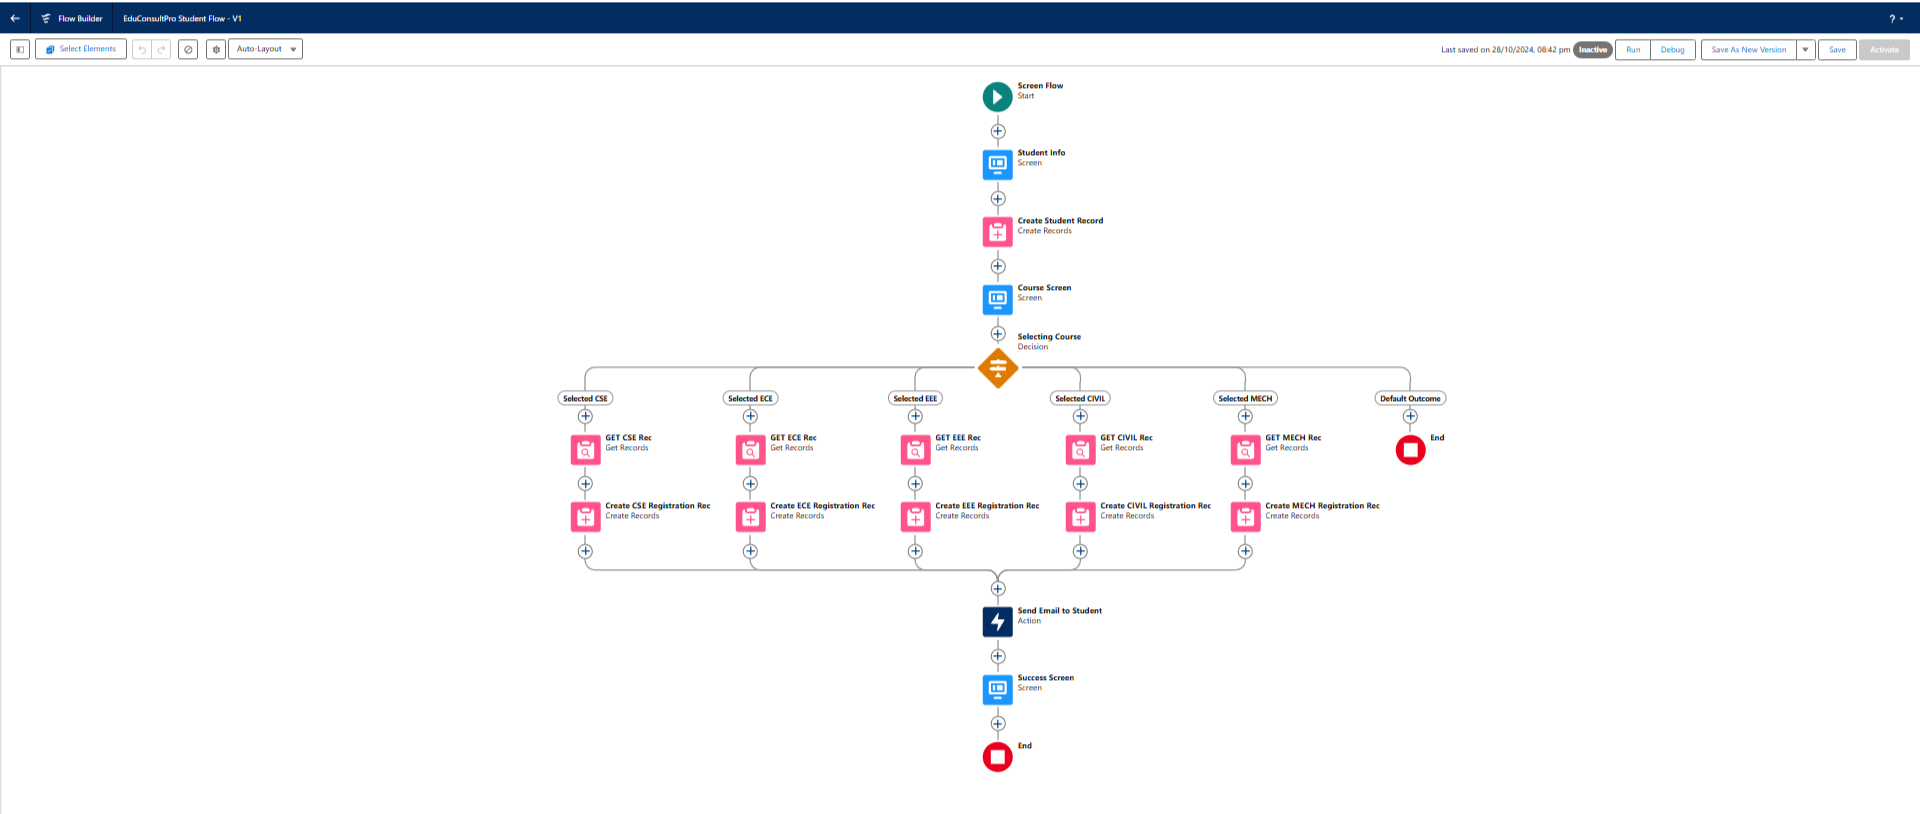 Flow Builder
EduConsultPro Student Flow - V1
?
Select Elements
Auto-Layout
Last saved on 28/10/2024, 08:42 pm
Inactive
Run
Debug
Save As New Version
Save
Activate
Screen Flow
Start
Student Info
Screen
Create Student Record
Create Records
Course Screen
Screen
Selecting Course
Decision
Selected CSE
Selected ECE
Selected EEE
Selected CIVIL
Selected MECH
Default Outcome
GET CSE Rec
Get Records
GET ECE Rec
Get Records
GET EEE Rec
Get Records
GET CIVIL Rec
Get Records
GET MECH Rec
Get Records
End
Create CSE Registration Rec
Create Records
Create ECE Registration Rec
Create Records
Create EEE Registration Rec
Create Records
Create CIVIL Registration Rec
Create Records
Create MECH Registration Rec
Create Records
Send Email to Student
Action
Success Screen
Screen
End